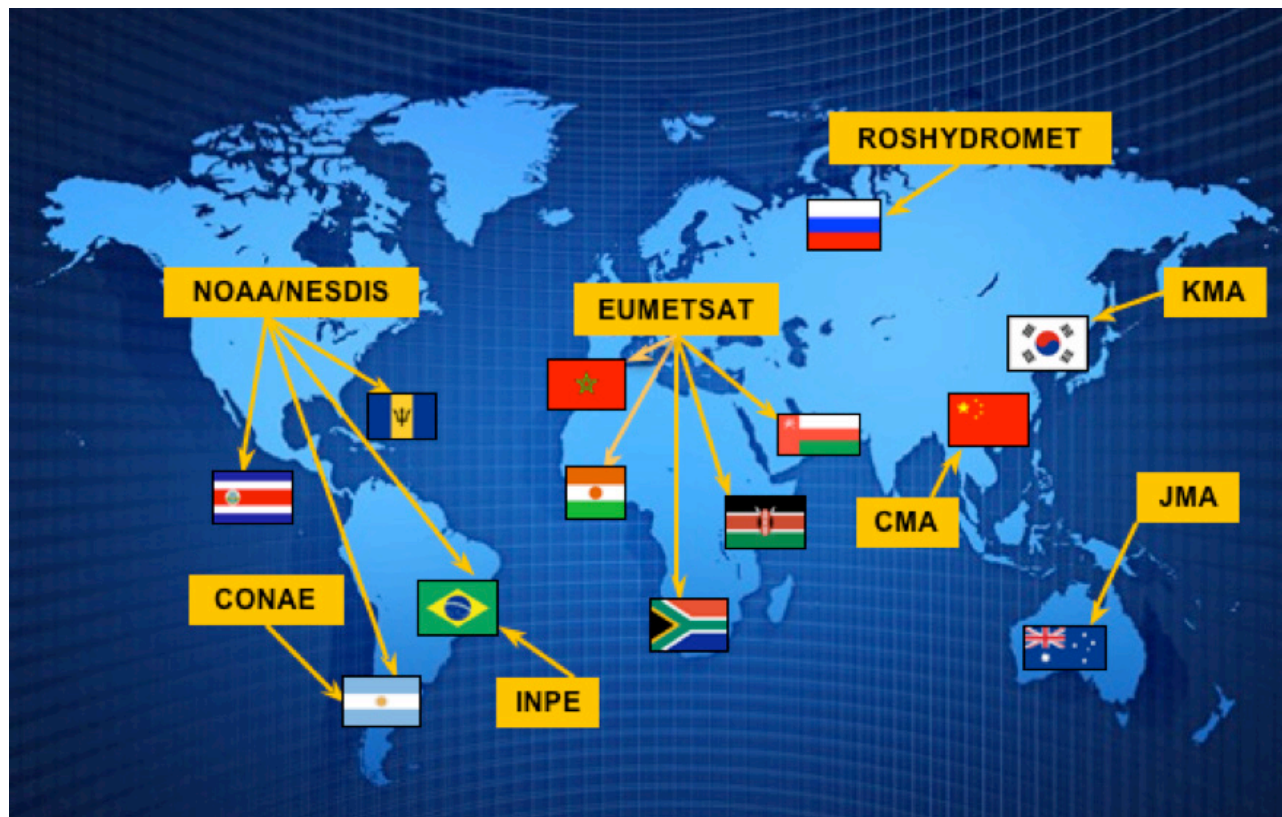 ROSHYDROMET
NOAA/NESDIS
EUMETSAT
KMA
CMA
JMA
CONAE
INPE